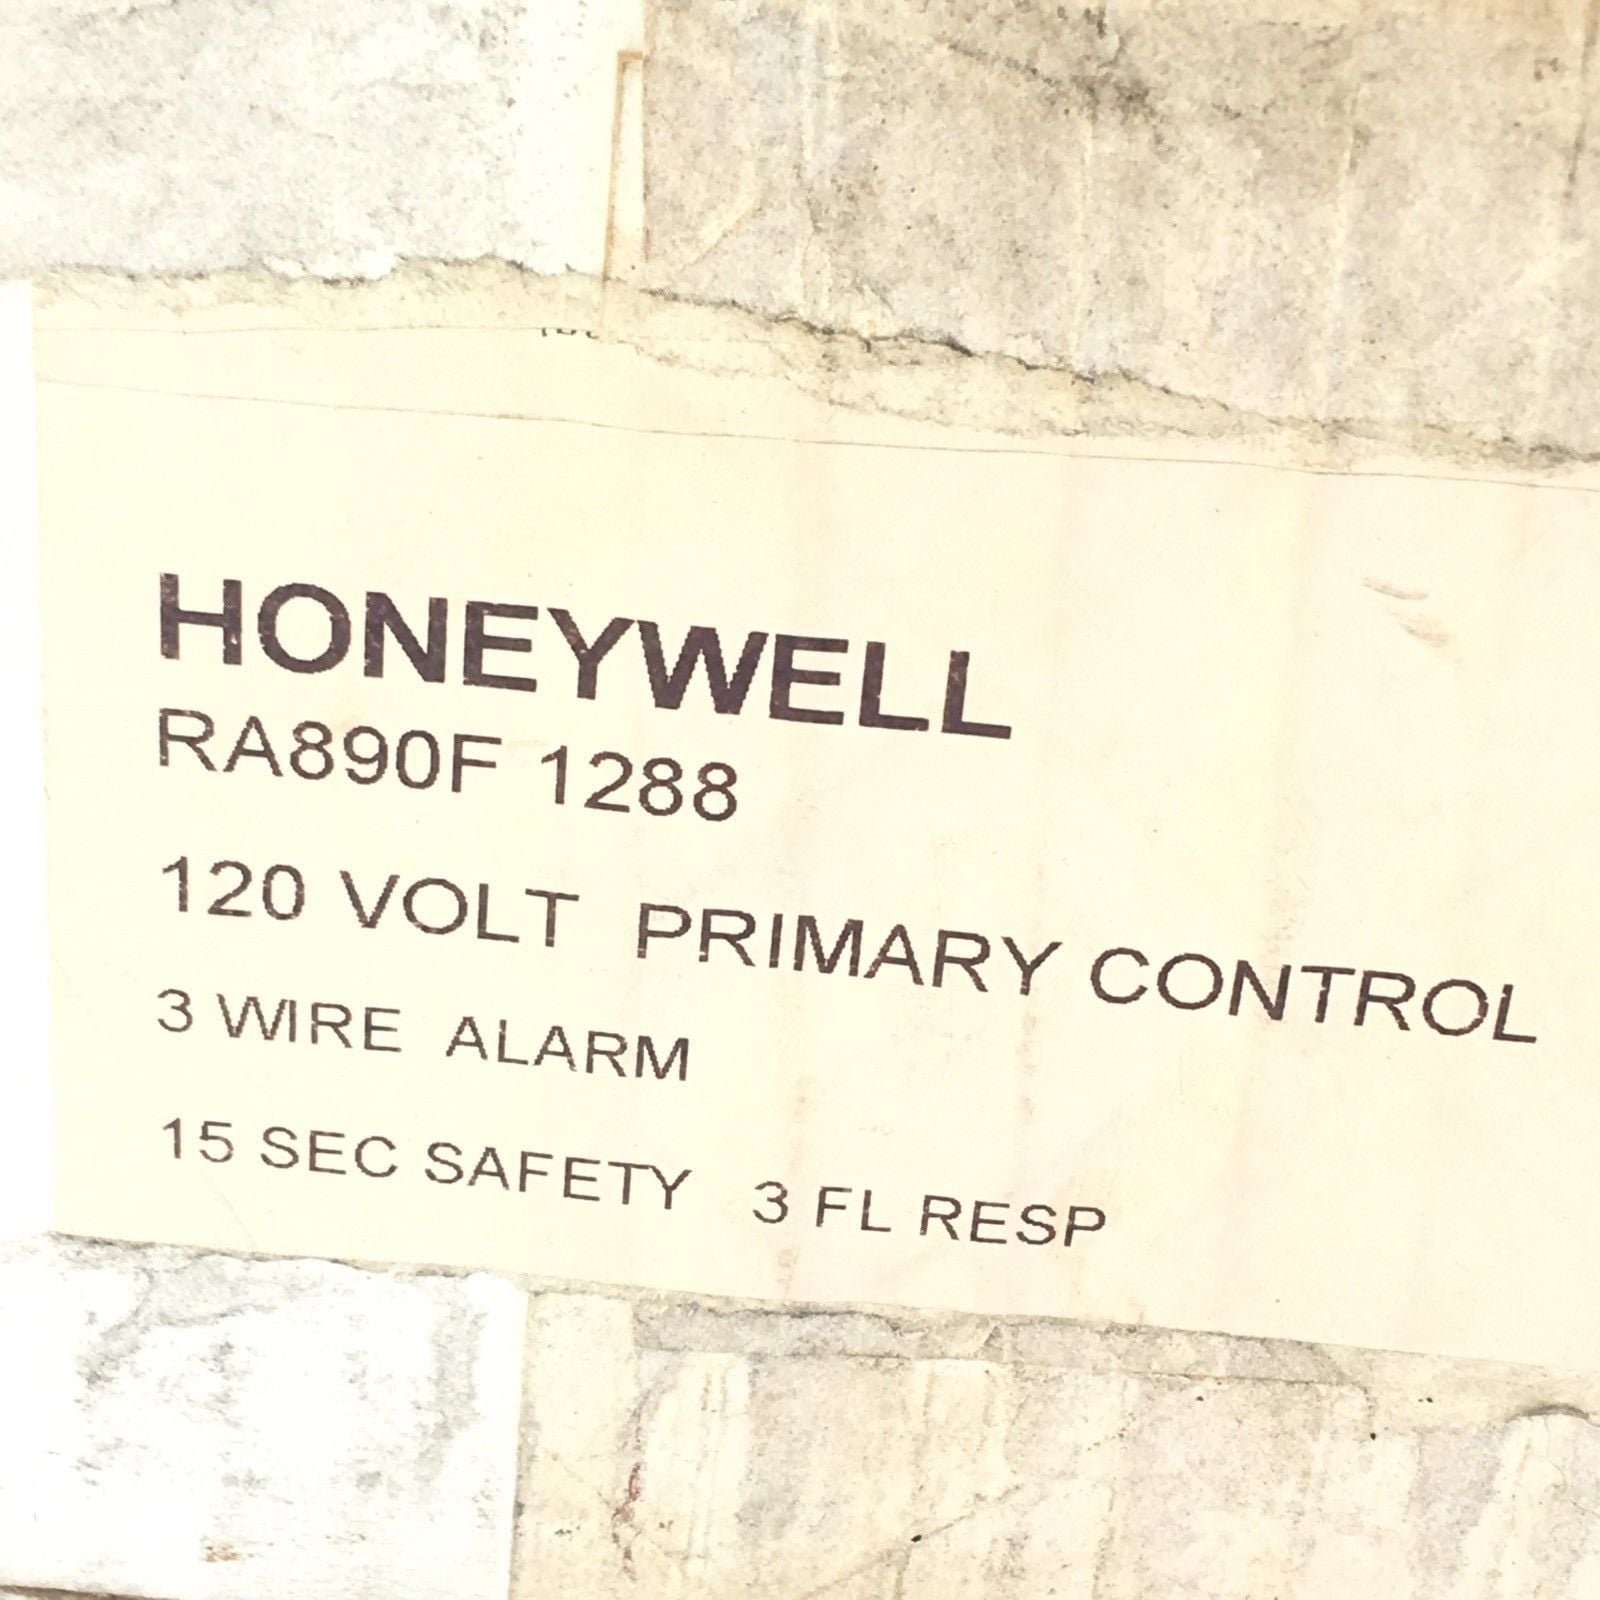 HONEYWELL
RA890F 1288
120 VOLT PRIMARY CONTROL
3 WIRE ALARM
15 SEC SAFETY 3 FL RESP